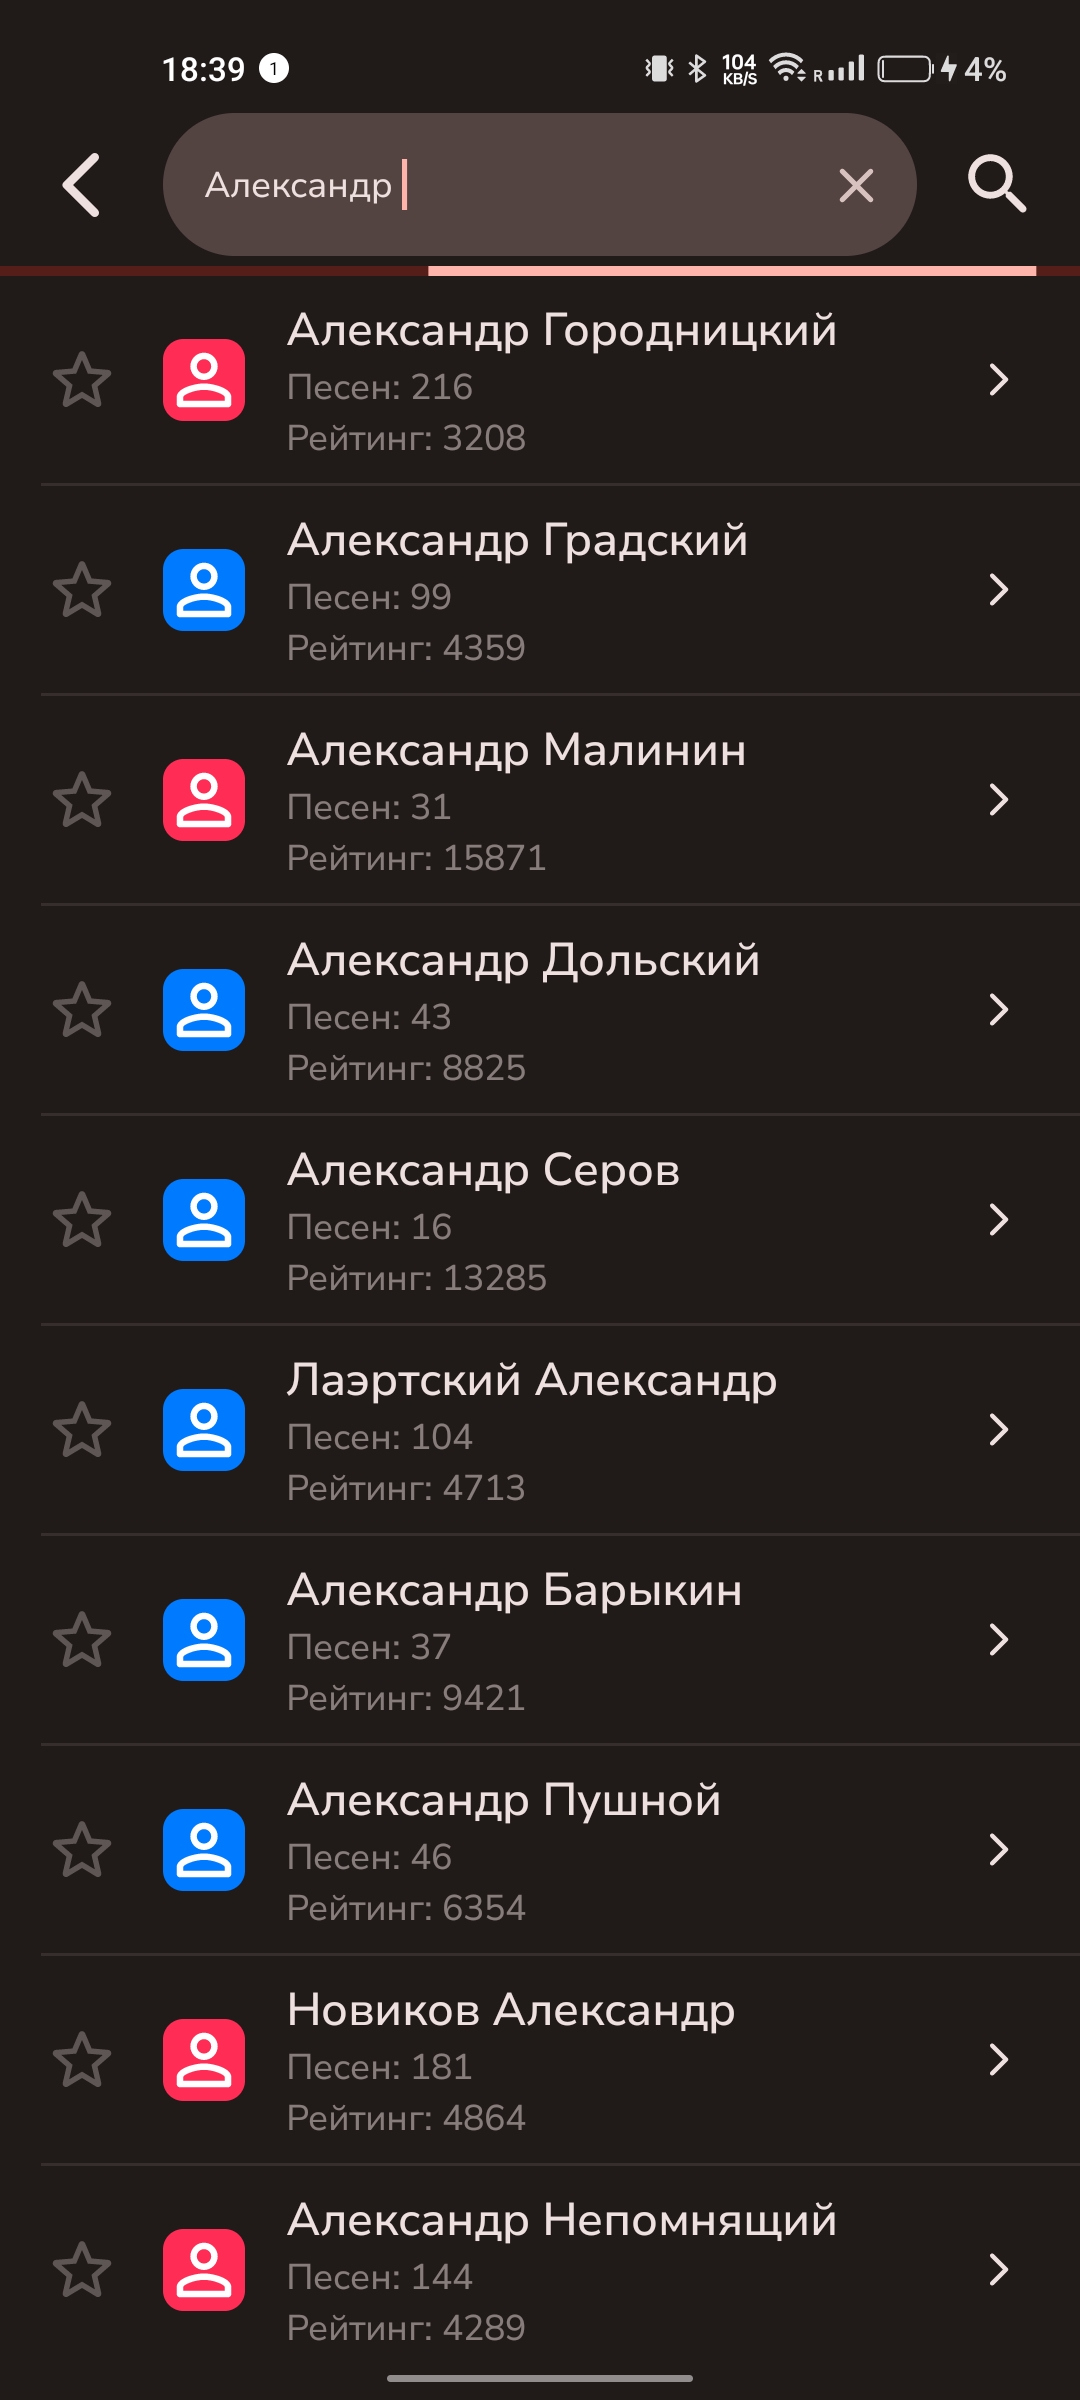 18:39 1 104 KB/S R 4%
Александр
Александр Городницкий
Песен: 216
Рейтинг: 3208
Александр Градский
Песен: 99
Рейтинг: 4359
Александр Малинин
Песен: 31
Рейтинг: 15871
Александр Дольский
Песен: 43
Рейтинг: 8825
Александр Серов
Песен: 16
Рейтинг: 13285
Лаэртский Александр
Песен: 104
Рейтинг: 4713
Александр Барыкин
Песен: 37
Рейтинг: 9421
Александр Пушной
Песен: 46
Рейтинг: 6354
Новиков Александр
Песен: 181
Рейтинг: 4864
Александр Непомнящий
Песен: 144
Рейтинг: 4289